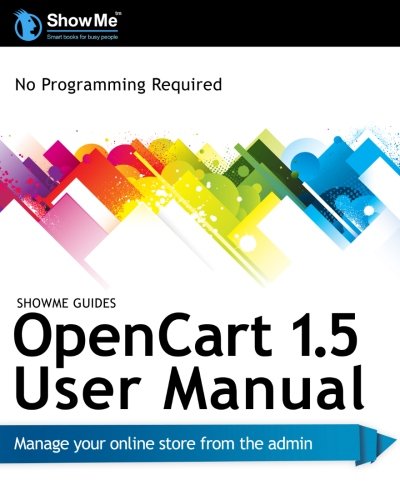 ShowMe™
Smart books for busy people
No Programming Required
SHOWME GUIDES
OpenCart 1.5
User Manual
Manage your online store from the admin